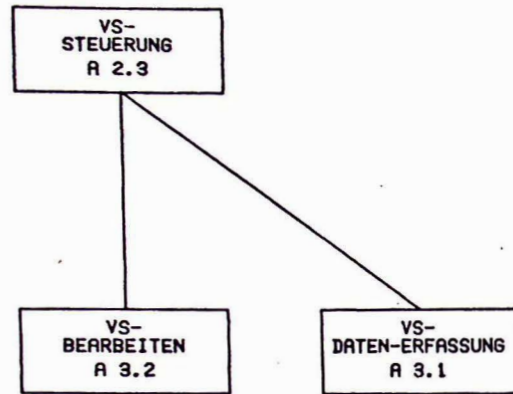 VS-
STEUERUNG
A 2.3
VS-
BEARBEITEN
A 3.2
VS-
DATEN-ERFASSUNG
A 3.1